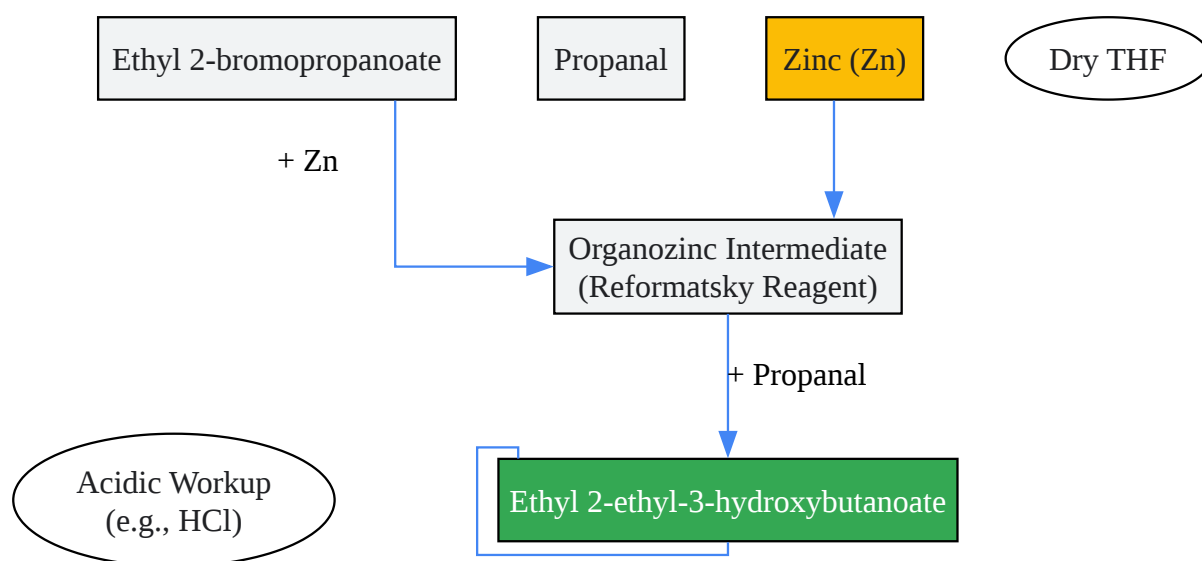 Ethyl 2-bromopropanoate
Propanal
Zinc (Zn)
Dry THF
+ Zn
Organozinc Intermediate
(Reformatsky Reagent)
+ Propanal
Acidic Workup
(e.g., HCl)
Ethyl 2-ethyl-3-hydroxybutanoate